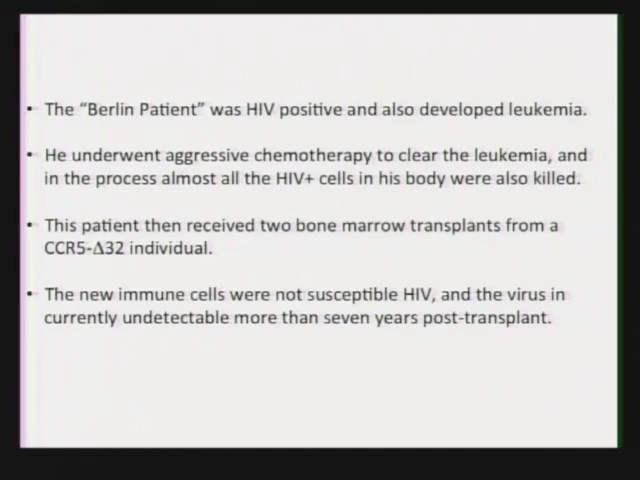 • The “Berlin Patient” was HIV positive and also developed leukemia.
• He underwent aggressive chemotherapy to clear the leukemia, and
in the process almost all the HIV+ cells in his body were also killed.
• This patient then received two bone marrow transplants from a
CCR5-Δ32 individual.
• The new immune cells were not susceptible HIV, and the virus in
currently undetectable more than seven years post-transplant.